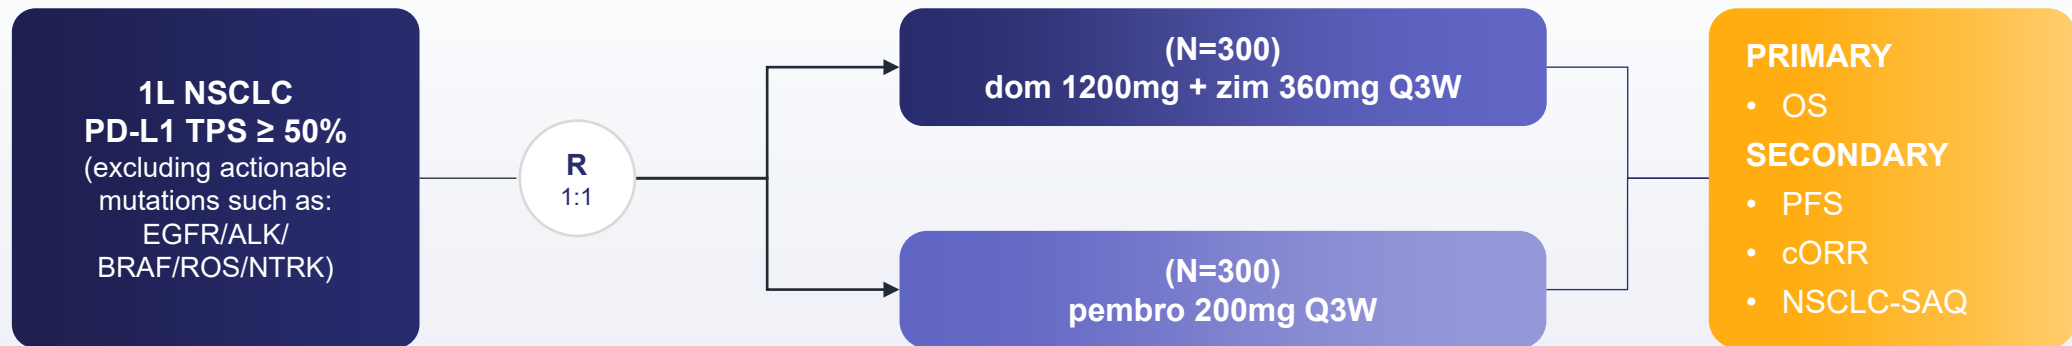 1L NSCLC
PD-L1 TPS ≥ 50%
(excluding actionable
mutations such as:
EGFR/ALK/
BRAF/ROS/NTRK)
R
1:1
(N=300)
dom 1200mg + zim 360mg Q3W
(N=300)
pembro 200mg Q3W
PRIMARY
• OS
SECONDARY
• PFS
• cORR
• NSCLC-SAQ